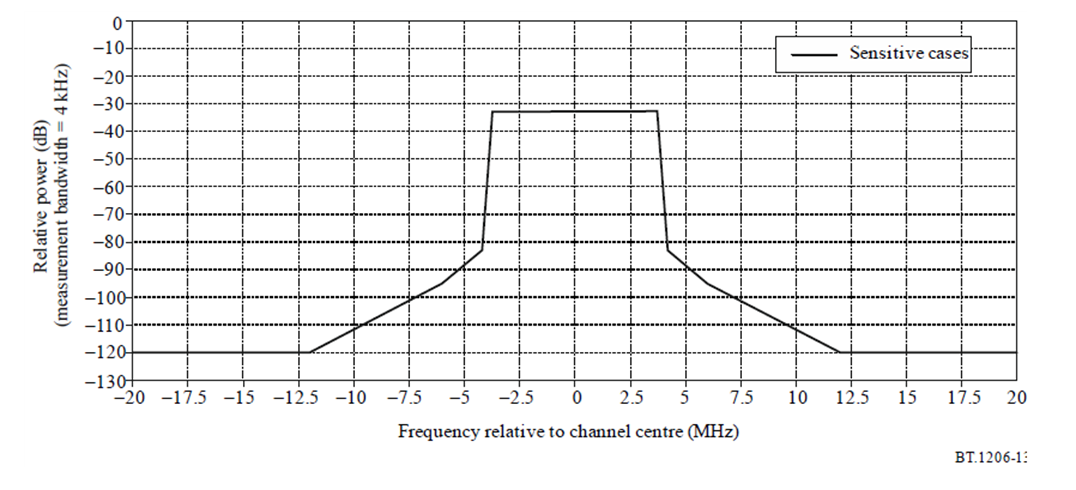 0
−10
−20
−30
−40
−50
−60
−70
−80
−90
−100
−110
−120
−130
Relative power (dB)
(measurement bandwidth = 4 kHz)
Sensitive cases
−20 −17.5 −15 −12.5 −10 −7.5 −5 −2.5 0 2.5 5 7.5 10 12.5 15 17.5 20
Frequency relative to channel centre (MHz)
BT.1206-13